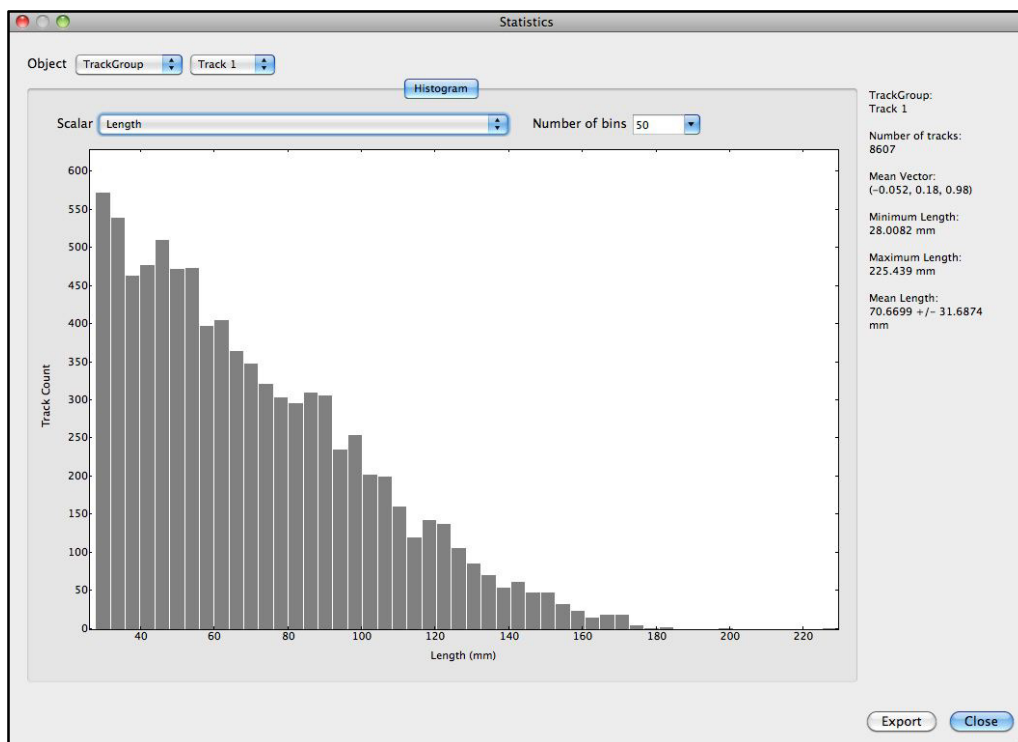 Statistics
Object TrackGroup Track 1
Histogram
Scalar Length Number of bins 50
600
550
500
450
400
350
300
250
200
150
100
50
0
Track Count
40 60 80 100 120 140 160 180 200 220
Length (mm)
TrackGroup:
Track 1
Number of tracks:
8607
Mean Vector:
(-0.052, 0.18, 0.98)
Minimum Length:
28.0082 mm
Maximum Length:
225.439 mm
Mean Length:
70.6699 +/- 31.6874
mm
Export Close